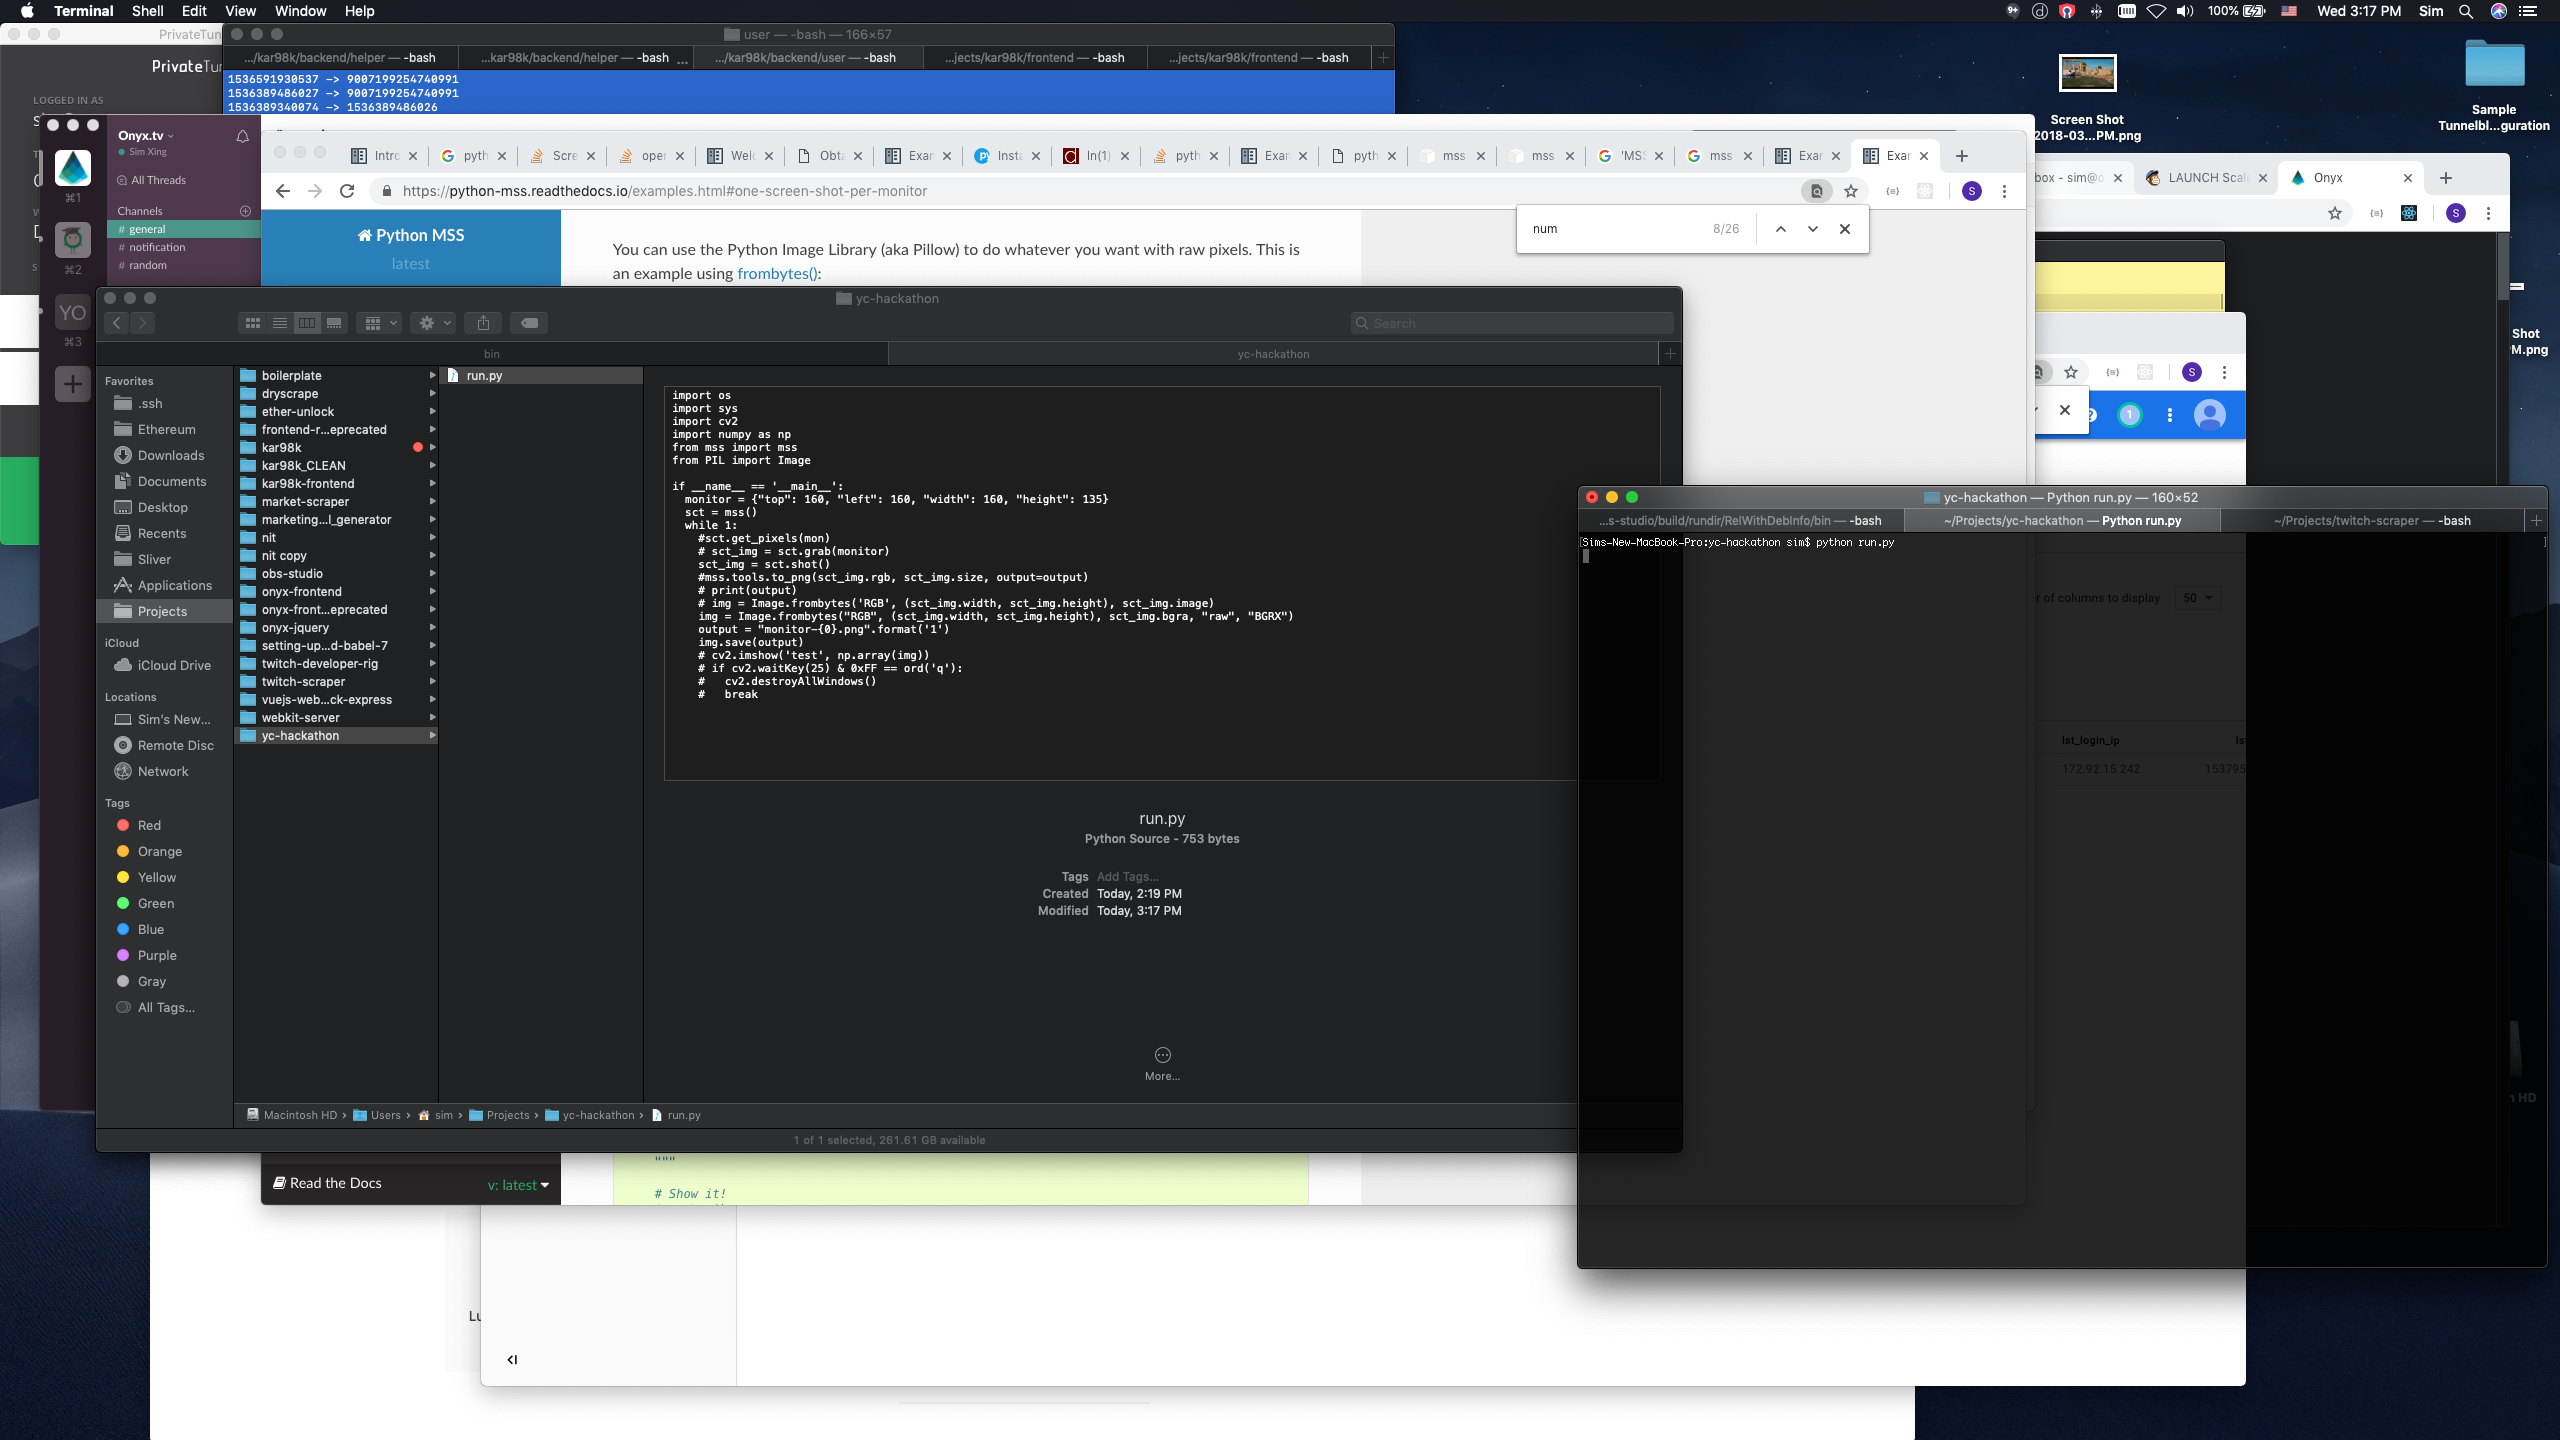 Terminal Shell Edit View Window Help
100% Wed 3:17 PM Sim
PrivateTun
PrivateTun
LOGGED IN AS
user — -bash — 166×57
.../kar98k/backend/helper — -bash
...kar98k/backend/helper — -bash ...
.../kar98k/backend/user — -bash
...jects/kar98k/frontend — -bash
...jects/kar98k/frontend — -bash
1536591930537 -> 9007199254740991
1536389486027 -> 9007199254740991
1536389340074 -> 1536389486026
Screen Shot
2018-03...PM.png
Sample
Tunnelbl...guration
Onyx.tv
Sim Xing
All Threads
Channels
# general
# notification
# random
⌘1
⌘2
YO
⌘3
Intro
pyth
Scre
oper
Welc
Obta
Exar
Insta
In(1)
pyth
Exar
pyth
mss
mss
'MSS
mss
Exar
Exar
https://python-mss.readthedocs.io/examples.html#one-screen-shot-per-monitor
S
num 8/26
Python MSS
latest
You can use the Python Image Library (aka Pillow) to do whatever you want with raw pixels. This is
an example using frombytes():
box - sim@o
LAUNCH Scal
Onyx
S
Shot
PM.png
S
1
yc-hackathon
Search
bin
yc-hackathon
Favorites
.ssh
Ethereum
Downloads
Documents
Desktop
Recents
Sliver
Applications
Projects
iCloud
iCloud Drive
Locations
Sim's New...
Remote Disc
Network
Tags
Red
Orange
Yellow
Green
Blue
Purple
Gray
All Tags...
boilerplate
dryscrape
ether-unlock
frontend-r...eprecated
kar98k
kar98k_CLEAN
kar98k-frontend
market-scraper
marketing...l_generator
nit
nit copy
obs-studio
onyx-frontend
onyx-front...eprecated
onyx-jquery
setting-up...d-babel-7
twitch-developer-rig
twitch-scraper
vuejs-web...ck-express
webkit-server
yc-hackathon
run.py
import os
import sys
import cv2
import numpy as np
from mss import mss
from PIL import Image
if __name__ == '__main__':
monitor = {"top": 160, "left": 160, "width": 160, "height": 135}
sct = mss()
while 1:
#sct.get_pixels(mon)
# sct_img = sct.grab(monitor)
sct_img = sct.shot()
#mss.tools.to_png(sct_img.rgb, sct_img.size, output=output)
# print(output)
# img = Image.frombytes('RGB', (sct_img.width, sct_img.height), sct_img.image)
img = Image.frombytes("RGB", (sct_img.width, sct_img.height), sct_img.bgra, "raw", "BGRX")
output = "monitor-{0}.png".format('1')
img.save(output)
# cv2.imshow('test', np.array(img))
# if cv2.waitKey(25) & 0xFF == ord('q'):
# cv2.destroyAllWindows()
# break
run.py
Python Source - 753 bytes
Tags Add Tags...
Created Today, 2:19 PM
Modified Today, 3:17 PM
More...
Macintosh HD › Users › sim › Projects › yc-hackathon › run.py
1 of 1 selected, 261.61 GB available
yc-hackathon — Python run.py — 160×52
...s-studio/build/rundir/RelWithDebInfo/bin — -bash
~/Projects/yc-hackathon — Python run.py
~/Projects/twitch-scraper — -bash
[Sims-New-MacBook-Pro:yc-hackathon sim$ python run.py ]
r of columns to display 50
lst_login_ip
172.92.15.242
153795
n HD
Read the Docs
v: latest
"""
# Show it!
Lu